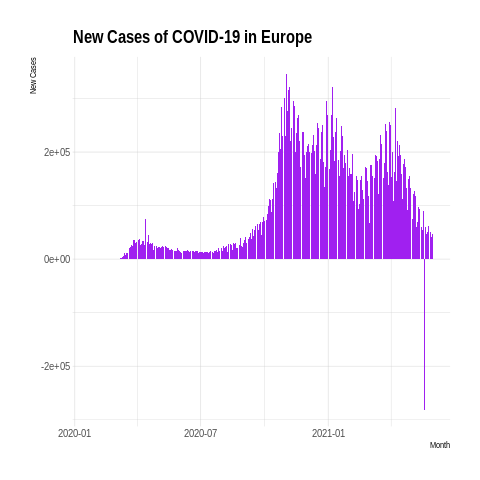 New Cases of COVID-19 in Europe
New Cases
2e+05
0e+00
-2e+05
2020-01
2020-07
2021-01
Month